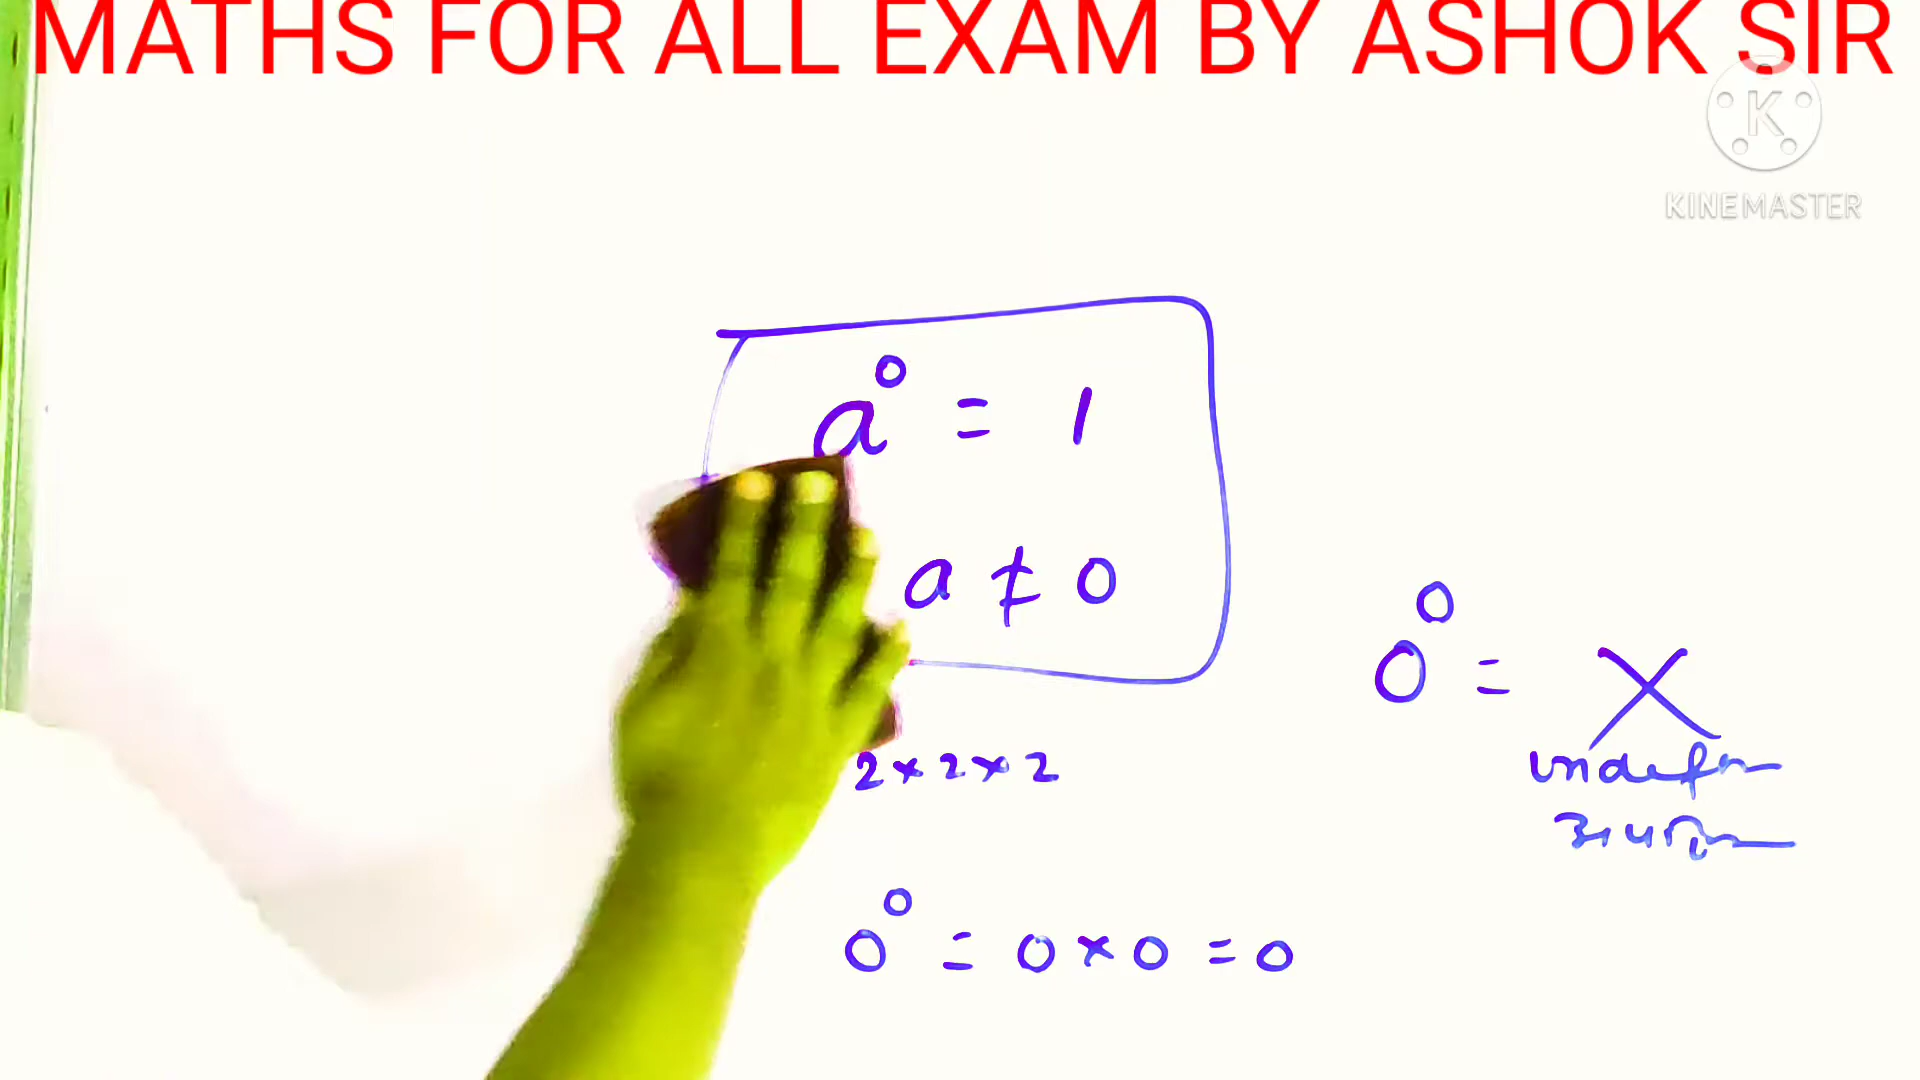 MATHS FOR ALL EXAM BY ASHOK SIR
K
KINEMASTER
a⁰ = 1
a ≠ 0
0⁰ = ×
2 × 2 × 2
0⁰ = 0 × 0 = 0